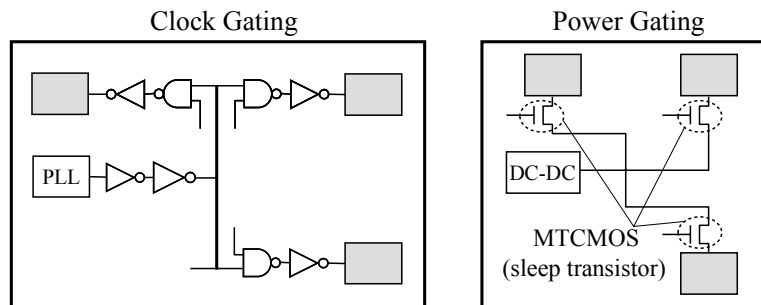 Clock Gating
Power Gating
PLL
DC-DC
MTCMOS
(sleep transistor)